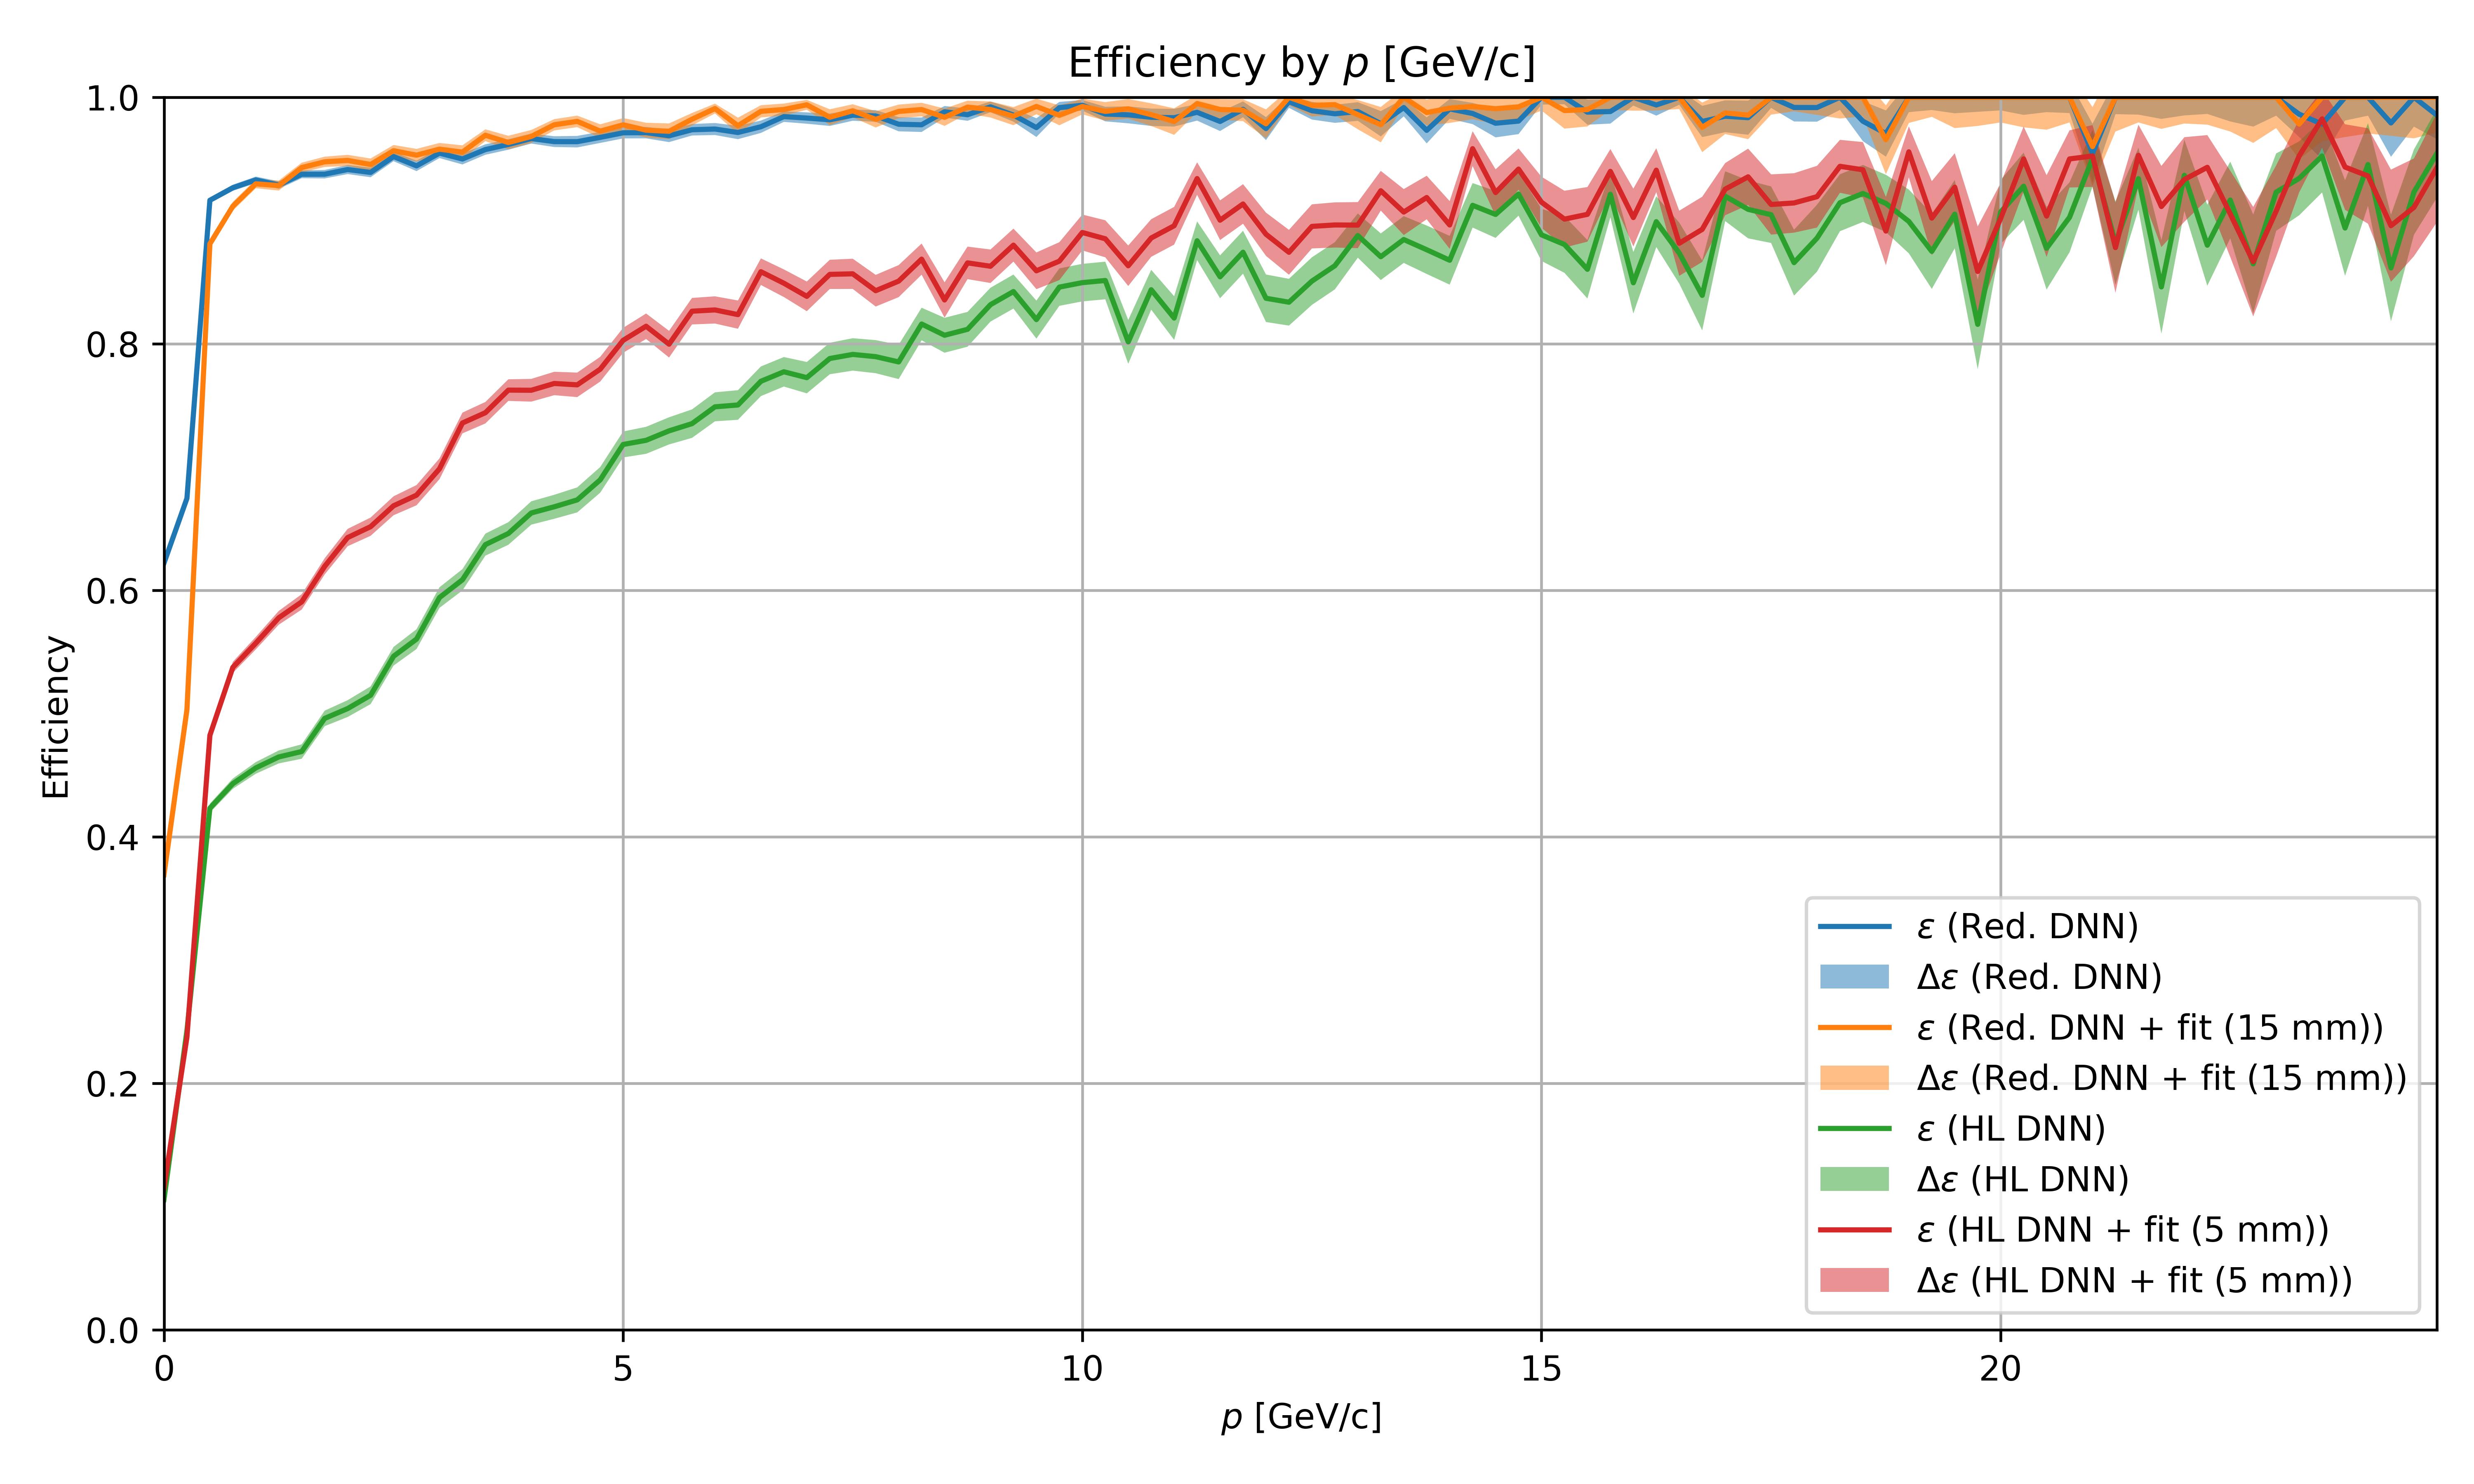 Efficiency by p [GeV/c]
1.0
0.8
0.6
0.4
0.2
0.0
Efficiency
0
5
10
15
20
p [GeV/c]
ε (Red. DNN)
Δε (Red. DNN)
ε (Red. DNN + fit (15 mm))
Δε (Red. DNN + fit (15 mm))
ε (HL DNN)
Δε (HL DNN)
ε (HL DNN + fit (5 mm))
Δε (HL DNN + fit (5 mm))